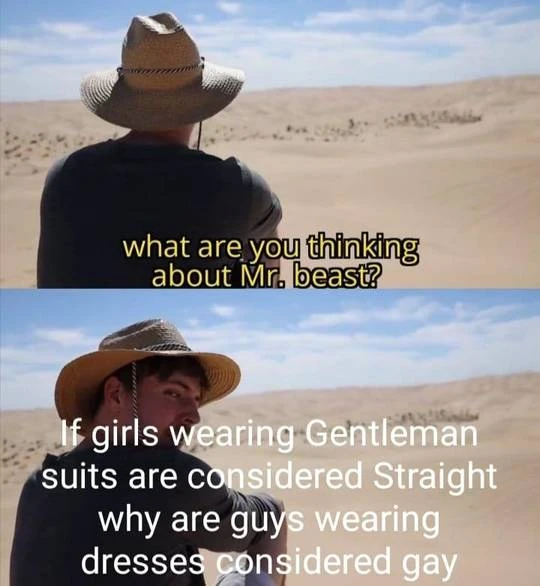 what are you thinking
about Mr. beast?
If girls wearing Gentleman
suits are considered Straight
why are guys wearing
dresses considered gay